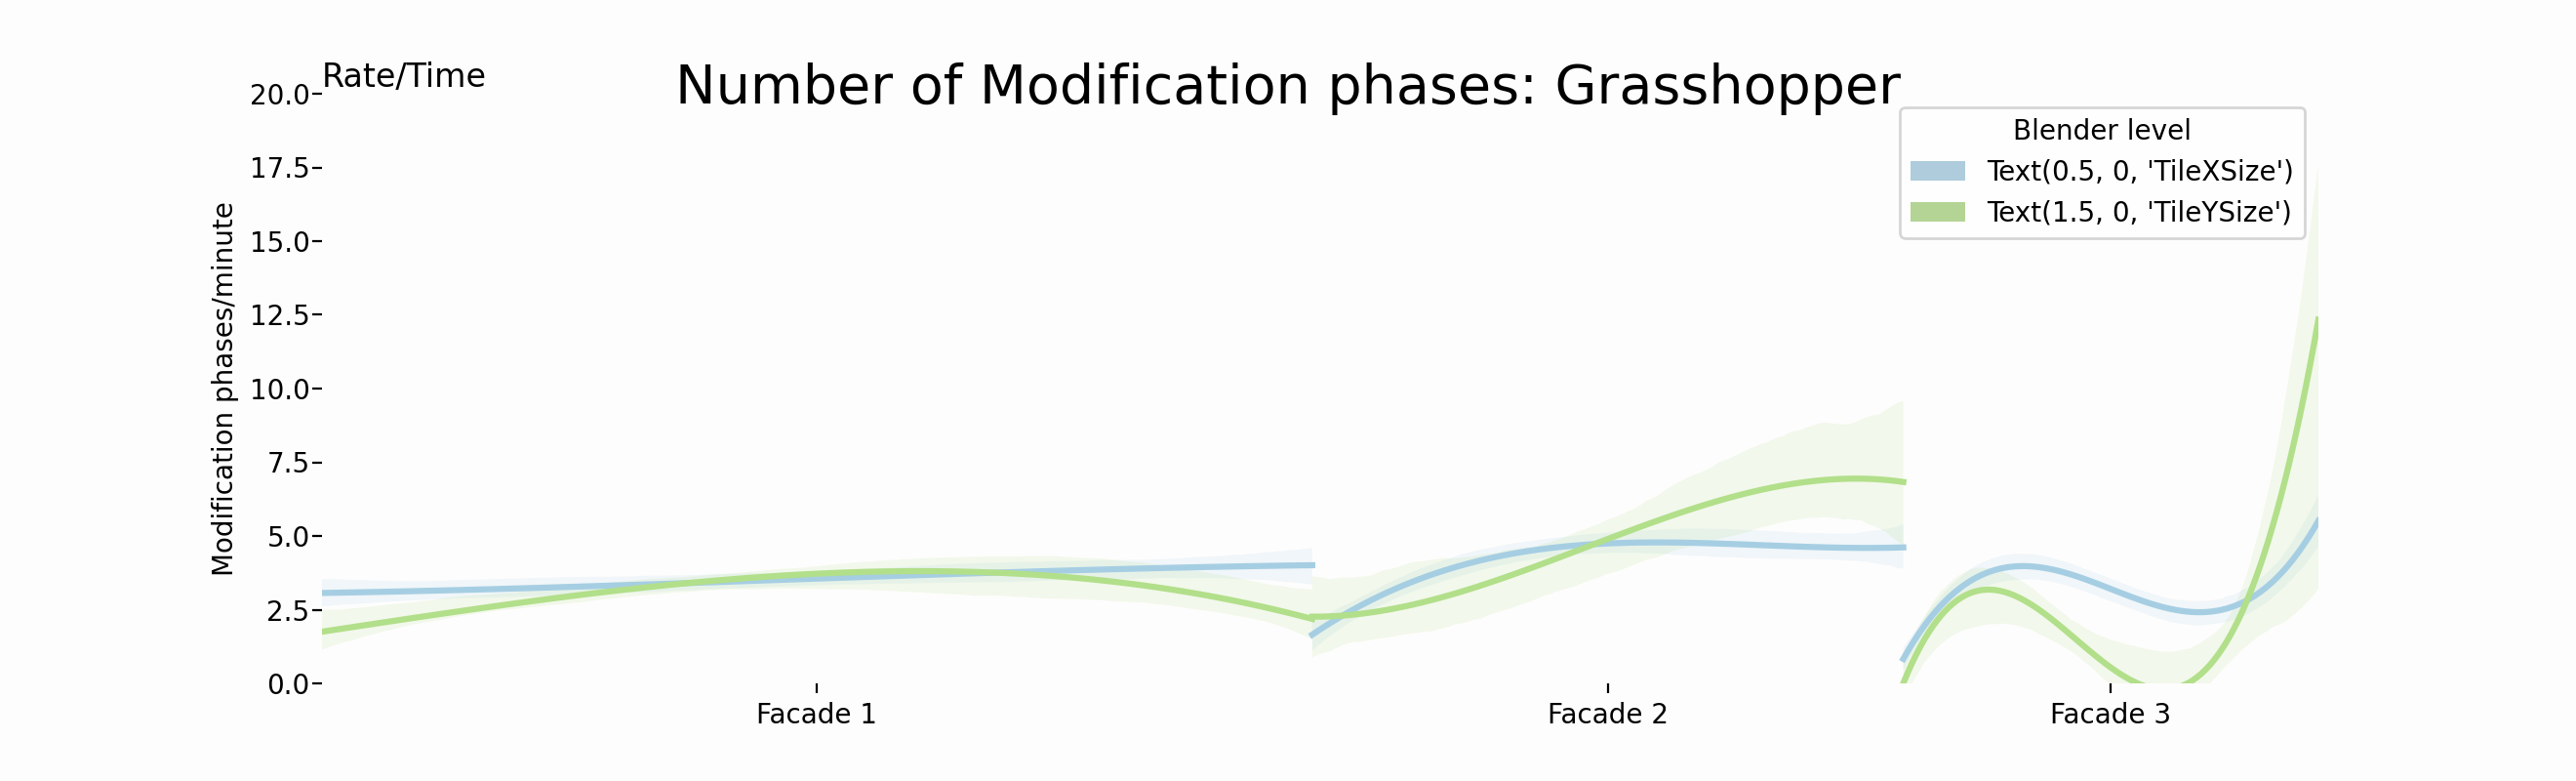 Rate/Time
Number of Modification phases: Grasshopper
Modification phases/minute
20.0
17.5
15.0
12.5
10.0
7.5
5.0
2.5
0.0
Blender level
Text(0.5, 0, 'TileXSize')
Text(1.5, 0, 'TileYSize')
Facade 1
Facade 2
Facade 3